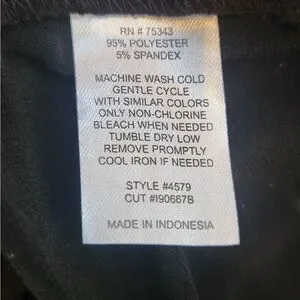 RN # 75343
95% POLYESTER
5% SPANDEX
MACHINE WASH COLD
GENTLE CYCLE
WITH SIMILAR COLORS
ONLY NON-CHLORINE
BLEACH WHEN NEEDED
TUMBLE DRY LOW
REMOVE PROMPTLY
COOL IRON IF NEEDED
STYLE #4579
CUT #I90667B
MADE IN INDONESIA